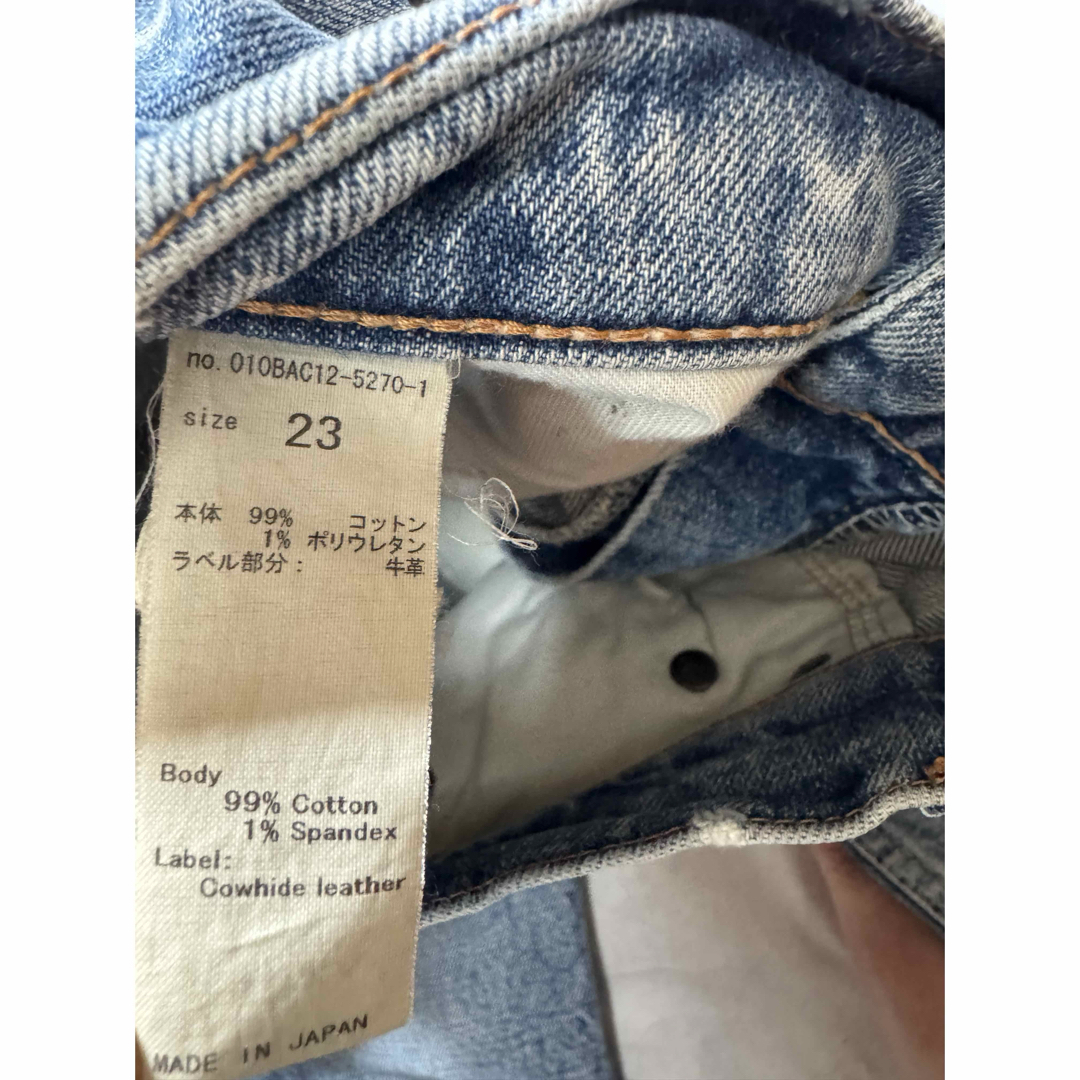 no. 010BAC12-5270-1
size 23
本体 99% コットン
1% ポリウレタン
ラベル部分： 牛革
Body
99% Cotton
1% Spandex
Label:
Cowhide leather
MADE IN JAPAN